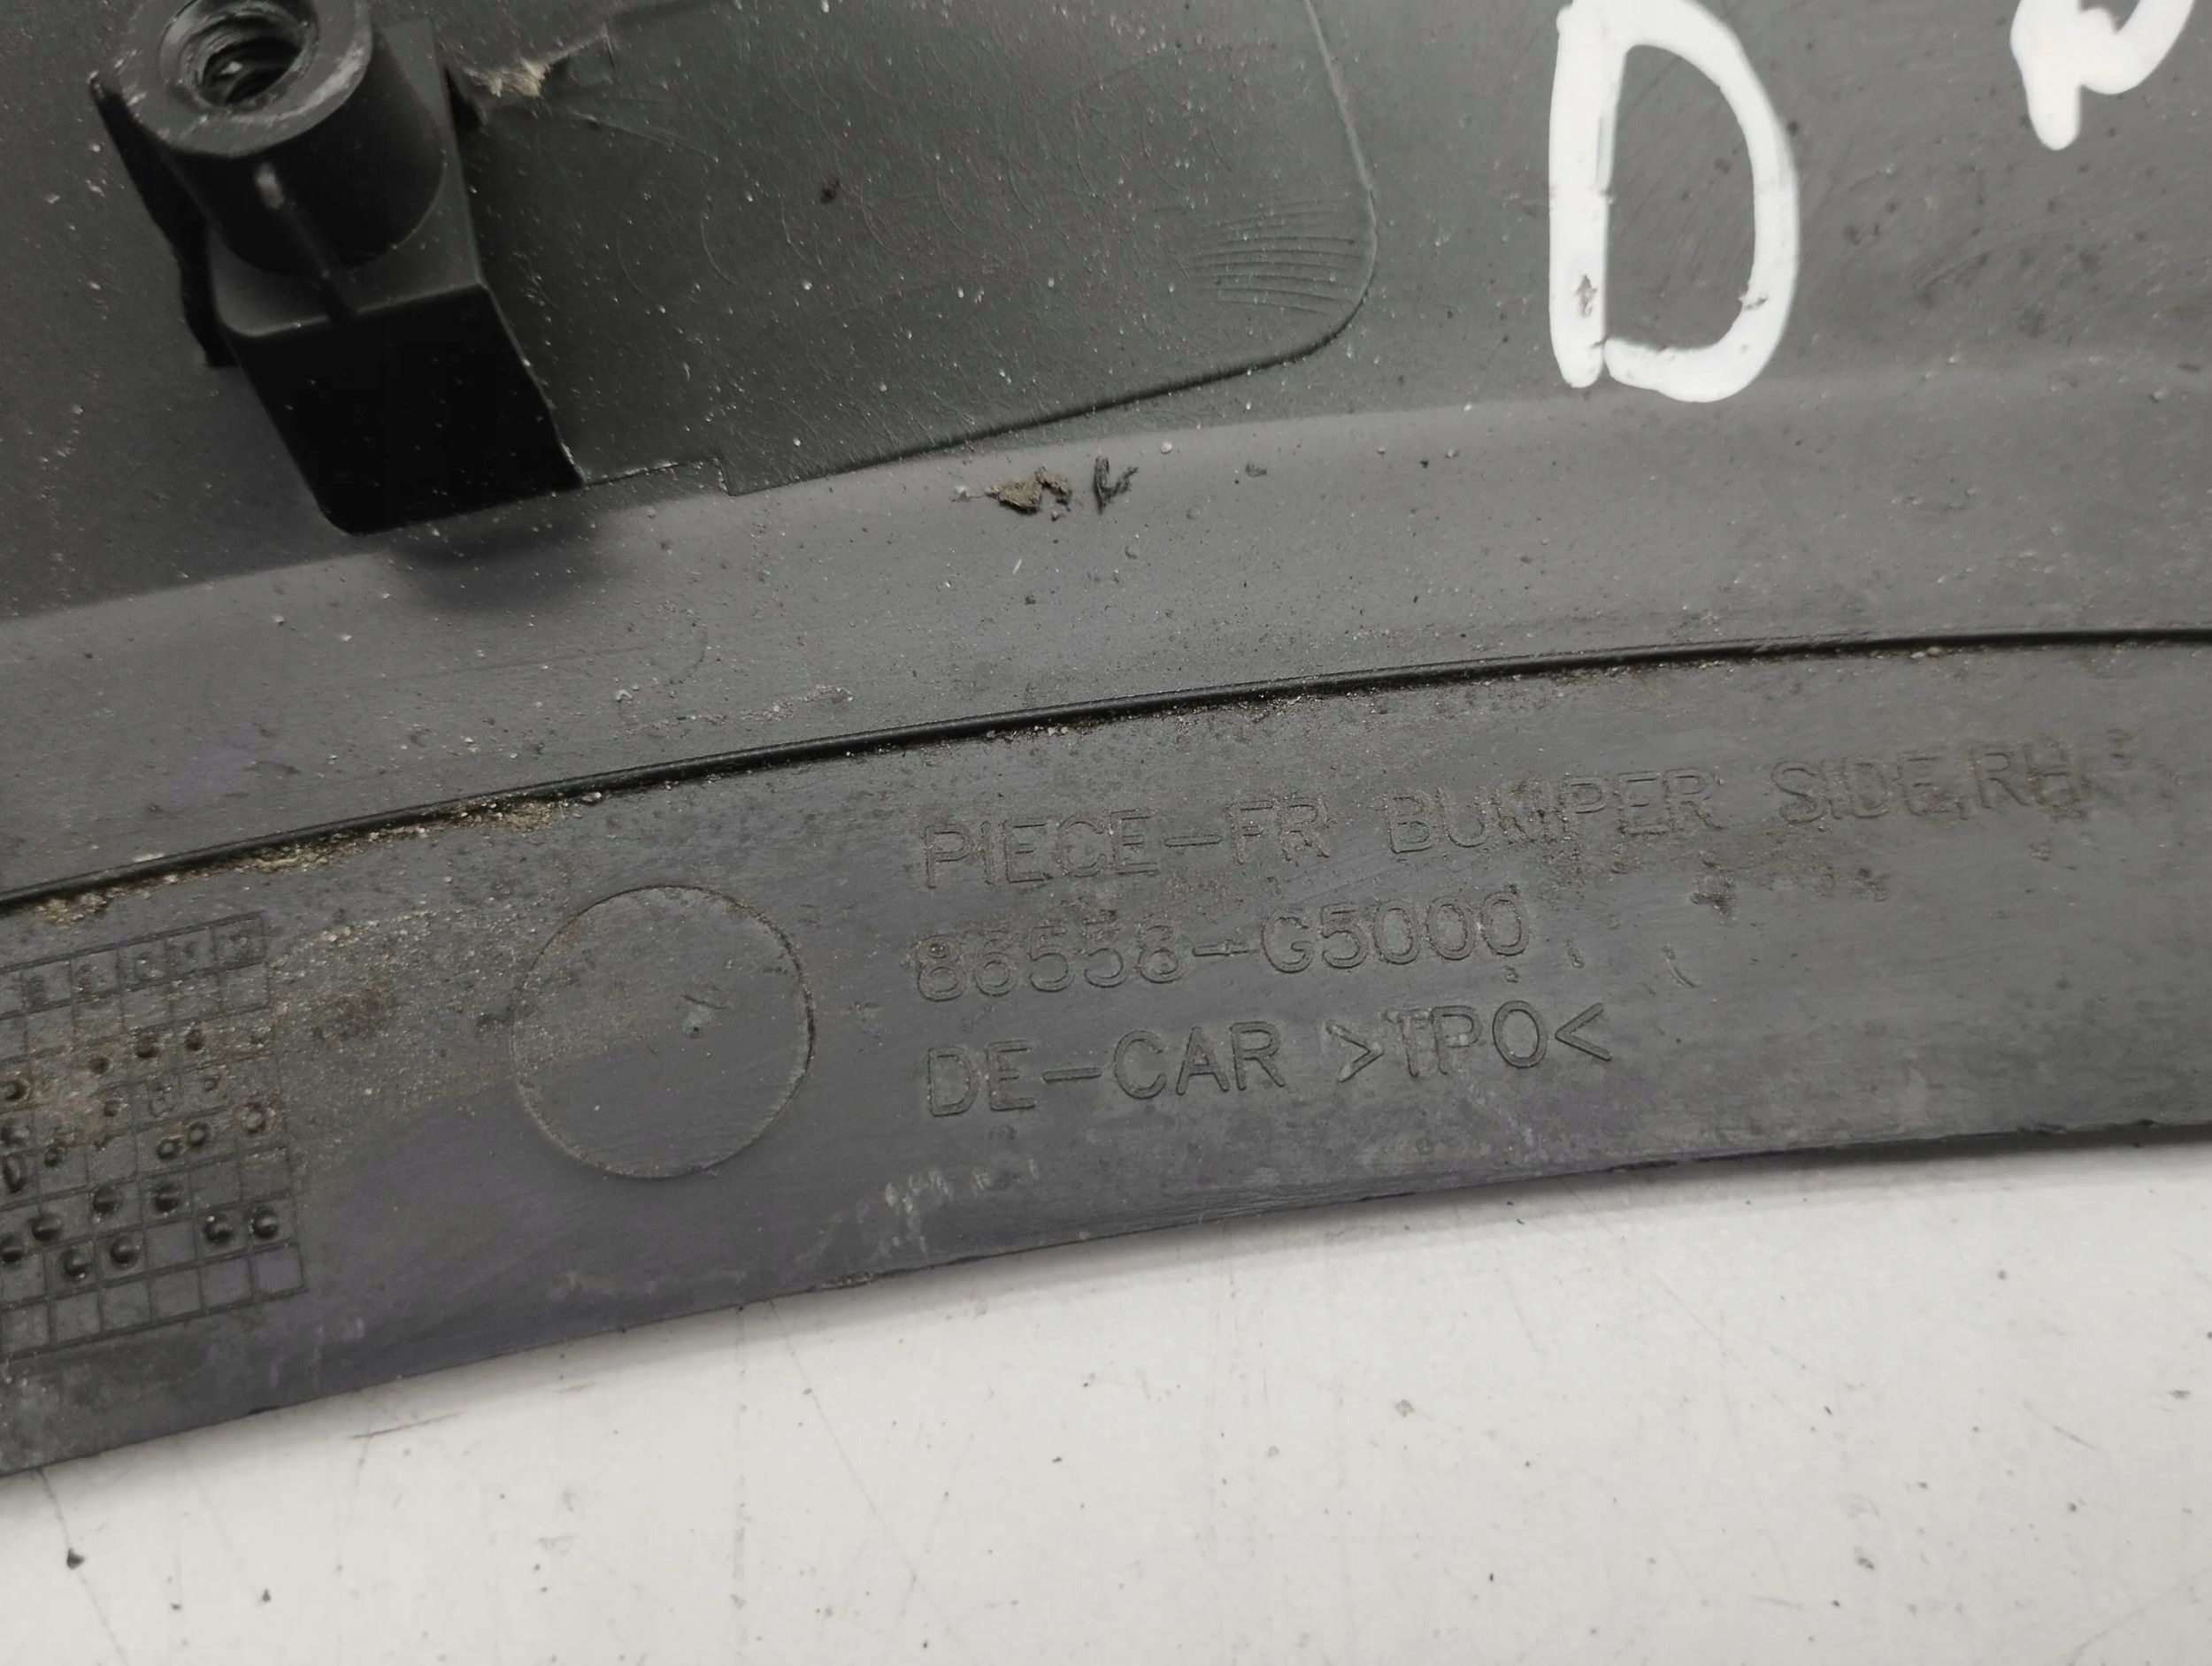 D
PIECE-FR BUMPER SIDE,RH
86558-G5000
DE-CAR >TPO<